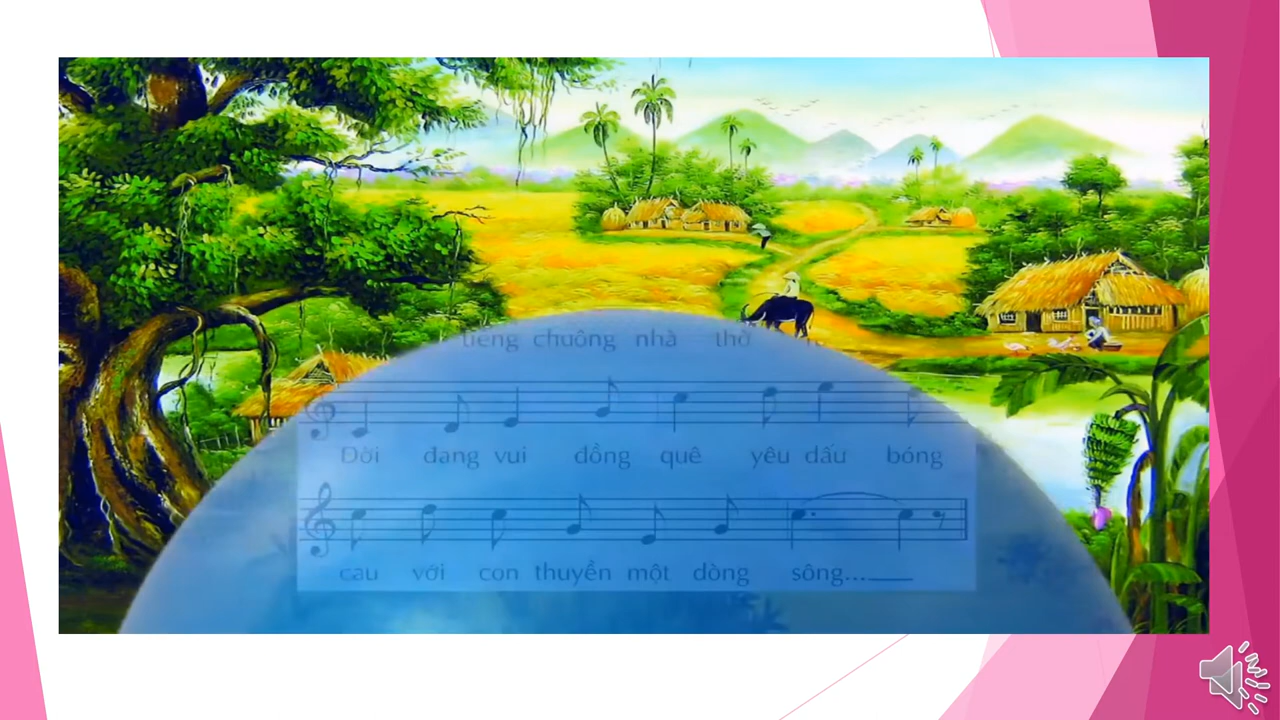 tiếng chuông nhà thờ
Đời đang vui đồng quê yêu dấu bóng
cau với con thuyền một dòng sông...